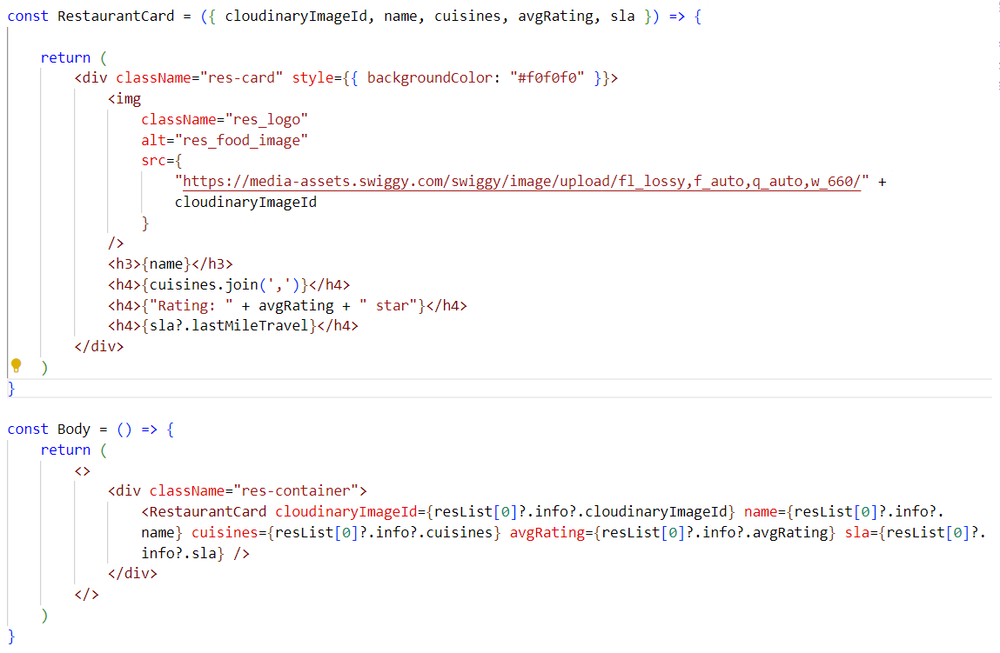 const RestaurantCard = ({ cloudinaryImageId, name, cuisines, avgRating, sla }) => {
return (
<div className="res-card" style={{ backgroundColor: "#f0f0f0" }}>
<img
className="res_logo"
alt="res_food_image"
src={
"https://media-assets.swiggy.com/swiggy/image/upload/fl_lossy,f_auto,q_auto,w_660/" +
cloudinaryImageId
}
/>
<h3>{name}</h3>
<h4>{cuisines.join(',')}</h4>
<h4>{"Rating: " + avgRating + " star"}</h4>
<h4>{sla?.lastMileTravel}</h4>
</div>
)
}
const Body = () => {
return (
<>
<div className="res-container">
<RestaurantCard cloudinaryImageId={resList[0]?.info?.cloudinaryImageId} name={resList[0]?.info?.
name} cuisines={resList[0]?.info?.cuisines} avgRating={resList[0]?.info?.avgRating} sla={resList[0]?.
info?.sla} />
</div>
</>
)
}